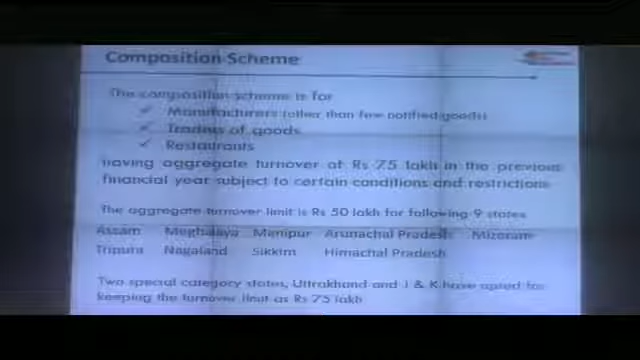 Composition Scheme
The composition scheme is for
✓ Manufacturers (other than few notified goods)
✓ Trading of goods
✓ Restaurants
having aggregate turnover of Rs 75 lakh in the previous
financial year subject to certain conditions and restrictions
The aggregate turnover limit is Rs 50 lakh for following 9 states
Assam Meghalaya Manipur Arunachal Pradesh Mizoram
Tripura Nagaland Sikkim Himachal Pradesh
Two special category states, Uttrakhand and J & K have opted for
keeping the turnover limit as Rs 75 lakh